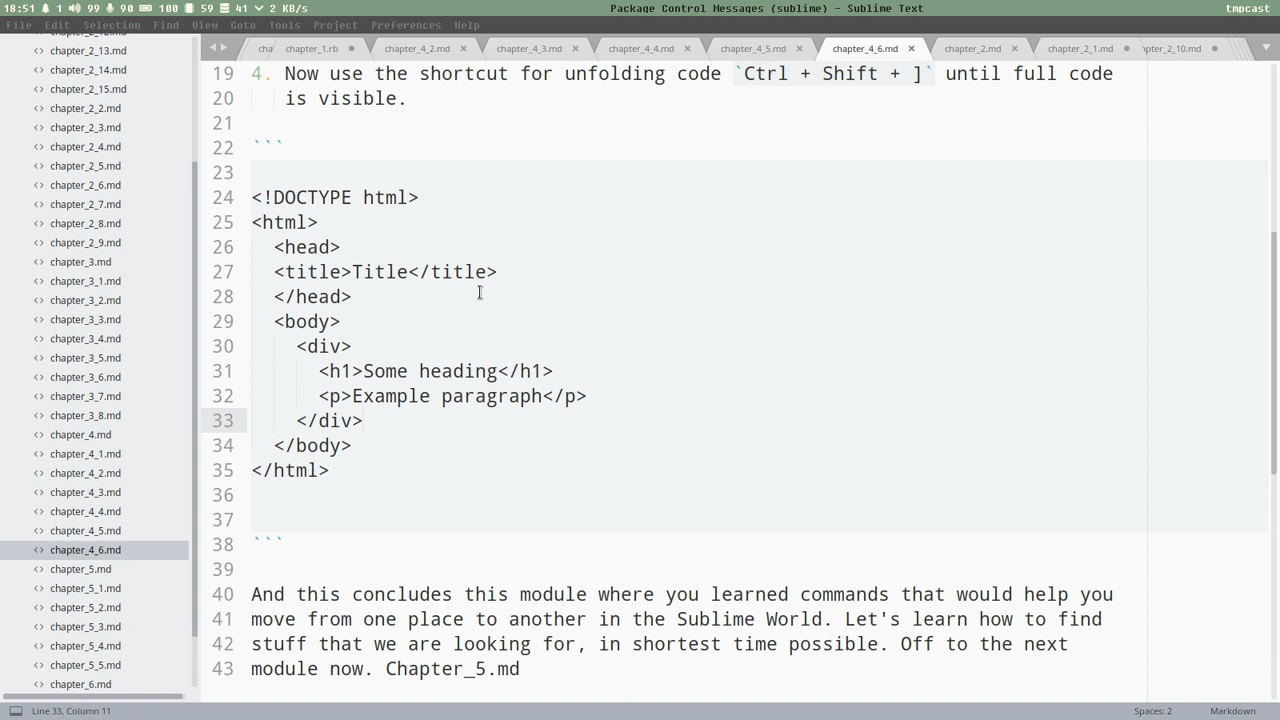 18:51 1 99 90 100 59 41 2 KB/s Package Control Messages (sublime) - Sublime Text tmpcast
File Edit Selection Find View Goto Tools Project Preferences Help
cha chapter_1.rb chapter_4_2.md chapter_4_3.md chapter_4_4.md chapter_4_5.md chapter_4_6.md chapter_2.md chapter_2_1.md apter_2_10.md
chapter_2_12.md
chapter_2_13.md
chapter_2_14.md
chapter_2_15.md
chapter_2_2.md
chapter_2_3.md
chapter_2_4.md
chapter_2_5.md
chapter_2_6.md
chapter_2_7.md
chapter_2_8.md
chapter_2_9.md
chapter_3.md
chapter_3_1.md
chapter_3_2.md
chapter_3_3.md
chapter_3_4.md
chapter_3_5.md
chapter_3_6.md
chapter_3_7.md
chapter_3_8.md
chapter_4.md
chapter_4_1.md
chapter_4_2.md
chapter_4_3.md
chapter_4_4.md
chapter_4_5.md
chapter_4_6.md
chapter_5.md
chapter_5_1.md
chapter_5_2.md
chapter_5_3.md
chapter_5_4.md
chapter_5_5.md
chapter_6.md
19 4. Now use the shortcut for unfolding code `Ctrl + Shift + ]` until full code
20 is visible.
21
22 ```
23
24 <!DOCTYPE html>
25 <html>
26 <head>
27 <title>Title</title>
28 </head>
29 <body>
30 <div>
31 <h1>Some heading</h1>
32 <p>Example paragraph</p>
33 </div>
34 </body>
35 </html>
36
37
38 ```
39
40 And this concludes this module where you learned commands that would help you
41 move from one place to another in the Sublime World. Let's learn how to find
42 stuff that we are looking for, in shortest time possible. Off to the next
43 module now. Chapter_5.md
Line 33, Column 11 Spaces: 2 Markdown